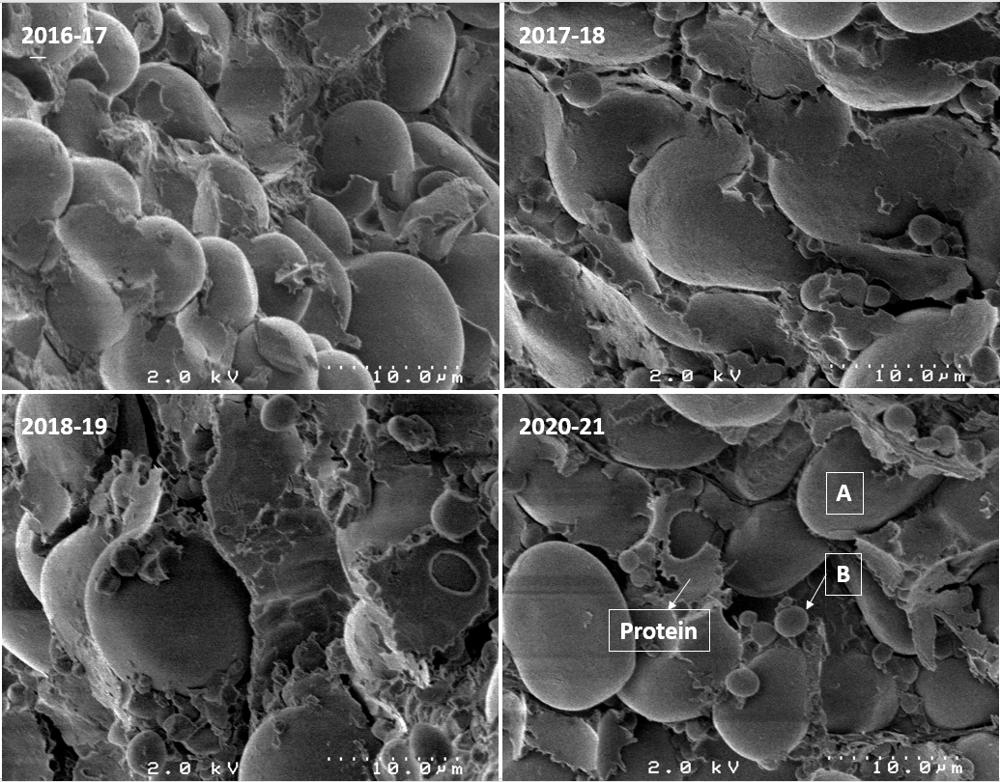 2016-17
2.0 kV 10.0µm
2017-18
2.0 kV 10.0µm
2018-19
2.0 kV 10.0µm
2020-21
A
B
Protein
2.0 kV 10.0µm